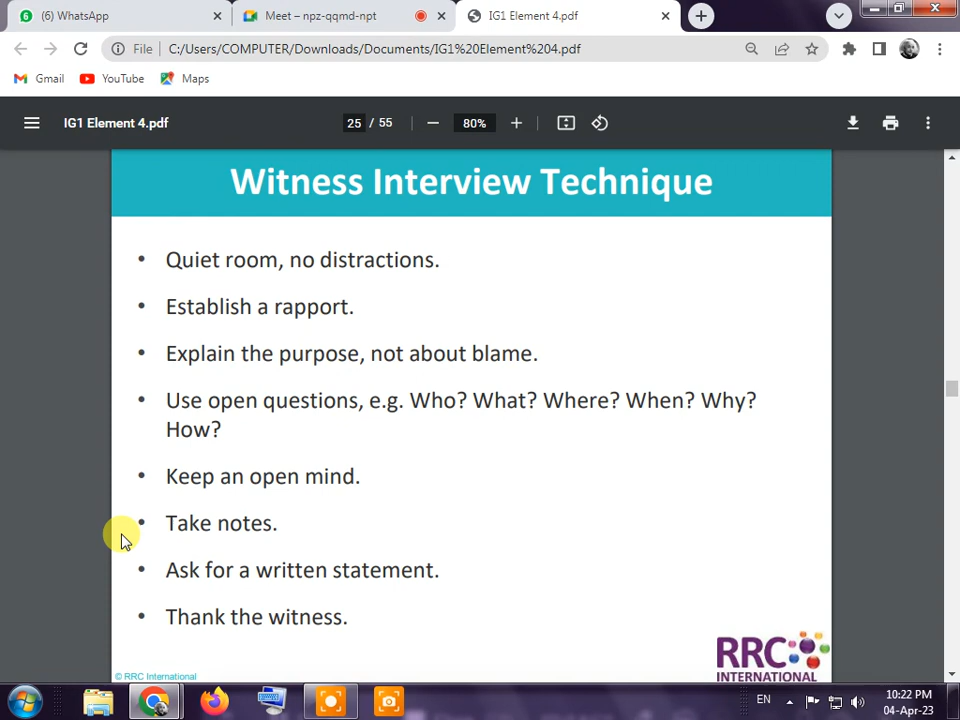 (6) WhatsApp
Meet – npz-qqmd-npt
IG1 Element 4.pdf
File
C:/Users/COMPUTER/Downloads/Documents/IG1%20Element%204.pdf
Gmail
YouTube
Maps
IG1 Element 4.pdf
25 / 55
80%
Witness Interview Technique
• Quiet room, no distractions.
• Establish a rapport.
• Explain the purpose, not about blame.
• Use open questions, e.g. Who? What? Where? When? Why?
How?
• Keep an open mind.
• Take notes.
• Ask for a written statement.
• Thank the witness.
RRC
INTERNATIONAL
© RRC International
EN
10:22 PM
04-Apr-23